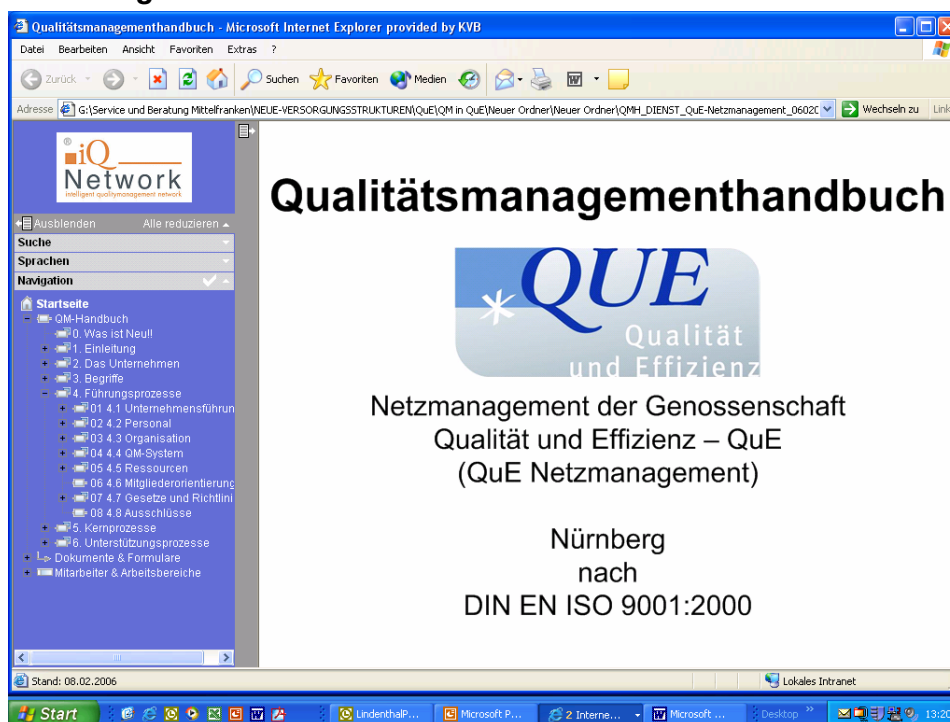 Qualitätsmanagementhandbuch - Microsoft Internet Explorer provided by KVB
Datei Bearbeiten Ansicht Favoriten Extras ?
Zurück Suchen Favoriten Medien
Adresse G:\Service und Beratung Mittelfranken\NEUE-VERSORGUNGSSTRUKTUREN\QuE\QM in QuE\Neuer Ordner\Neuer Ordner\QMH_DIENST_QuE-Netzmanagement_0602 Wechseln zu Link
® iQ
Network
intelligent qualitymanagement network
Ausblenden Alle reduzieren
Suche
Sprachen
Navigation
Startseite
QM-Handbuch
0. Was ist Neu!!
1. Einleitung
2. Das Unternehmen
3. Begriffe
4. Führungsprozesse
01 4.1 Unternehmensführun
02 4.2 Personal
03 4.3 Organisation
04 4.4 QM-System
05 4.5 Ressourcen
06 4.6 Mitgliederorientierung
07 4.7 Gesetze und Richtlini
08 4.8 Ausschlüsse
5. Kernprozesse
6. Unterstützungsprozesse
Dokumente & Formulare
Mitarbeiter & Arbeitsbereiche
Qualitätsmanagementhandbuch
QUE
Qualität
und Effizienz
Netzmanagement der Genossenschaft
Qualität und Effizienz – QuE
(QuE Netzmanagement)
Nürnberg
nach
DIN EN ISO 9001:2000
Stand: 08.02.2006 Lokales Intranet
Start LindenthalP... Microsoft P... 2 Interne... Microsoft ... Desktop